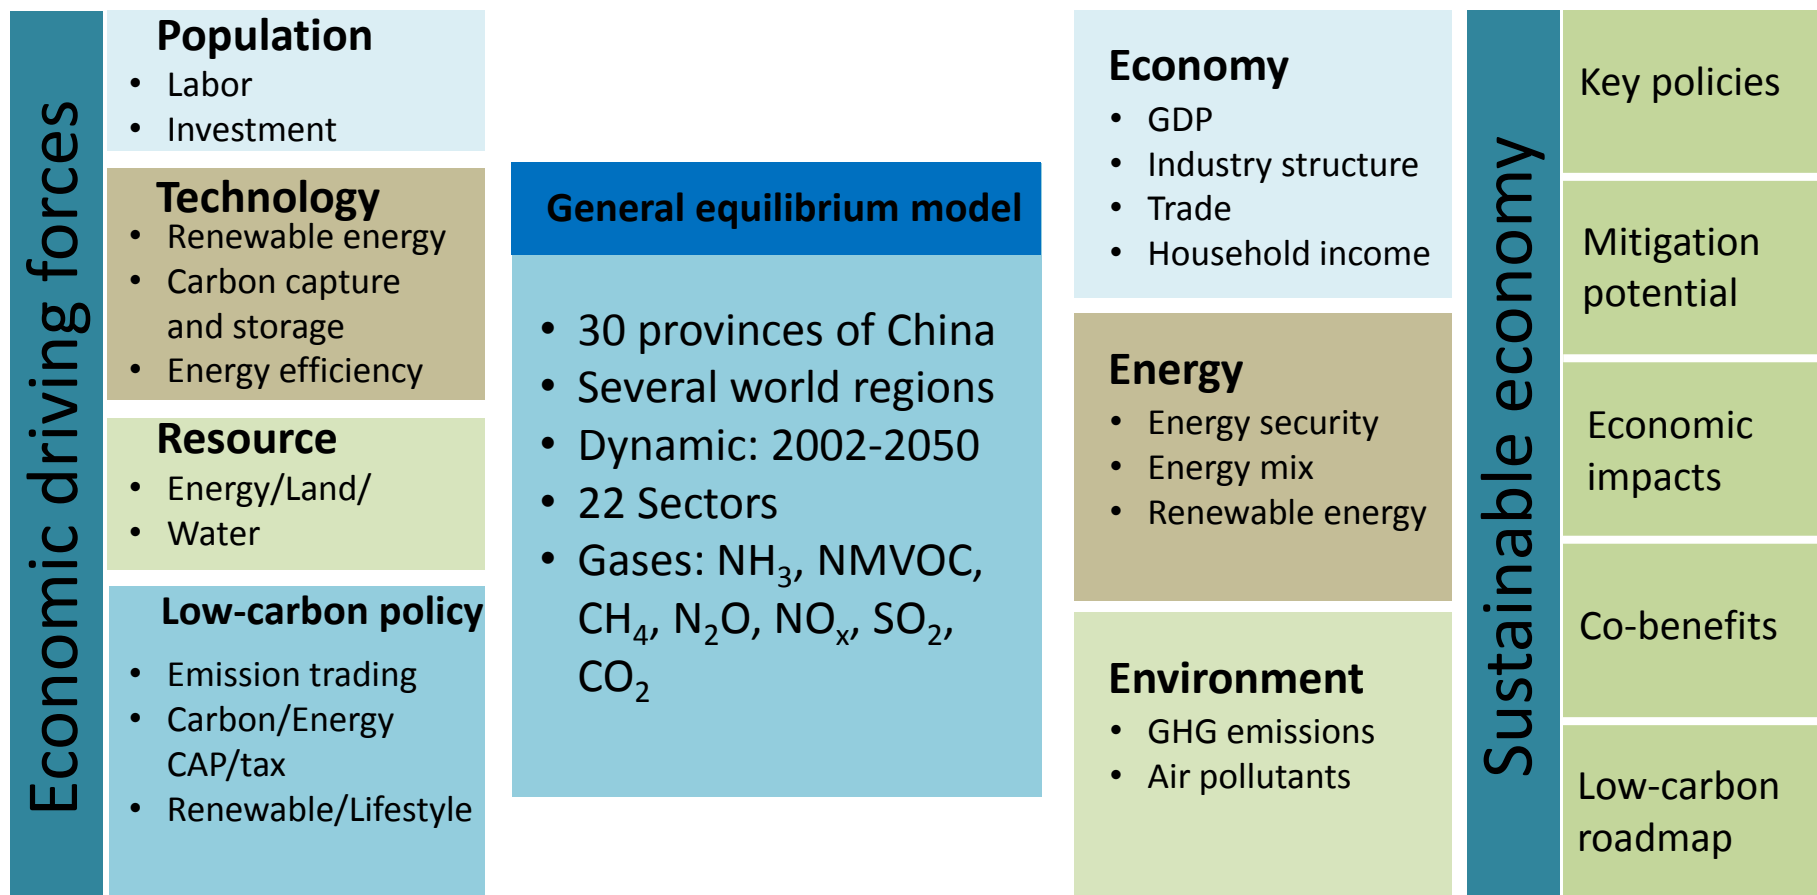 Economic driving forces
Population
• Labor
• Investment
Technology
• Renewable energy
• Carbon capture
and storage
• Energy efficiency
Resource
• Energy/Land/
• Water
Low-carbon policy
• Emission trading
• Carbon/Energy
CAP/tax
• Renewable/Lifestyle
General equilibrium model
• 30 provinces of China
• Several world regions
• Dynamic: 2002-2050
• 22 Sectors
• Gases: NH₃, NMVOC,
CH₄, N₂O, NOₓ, SO₂,
CO₂
Economy
• GDP
• Industry structure
• Trade
• Household income
Energy
• Energy security
• Energy mix
• Renewable energy
Environment
• GHG emissions
• Air pollutants
Sustainable economy
Key policies
Mitigation
potential
Economic
impacts
Co-benefits
Low-carbon
roadmap